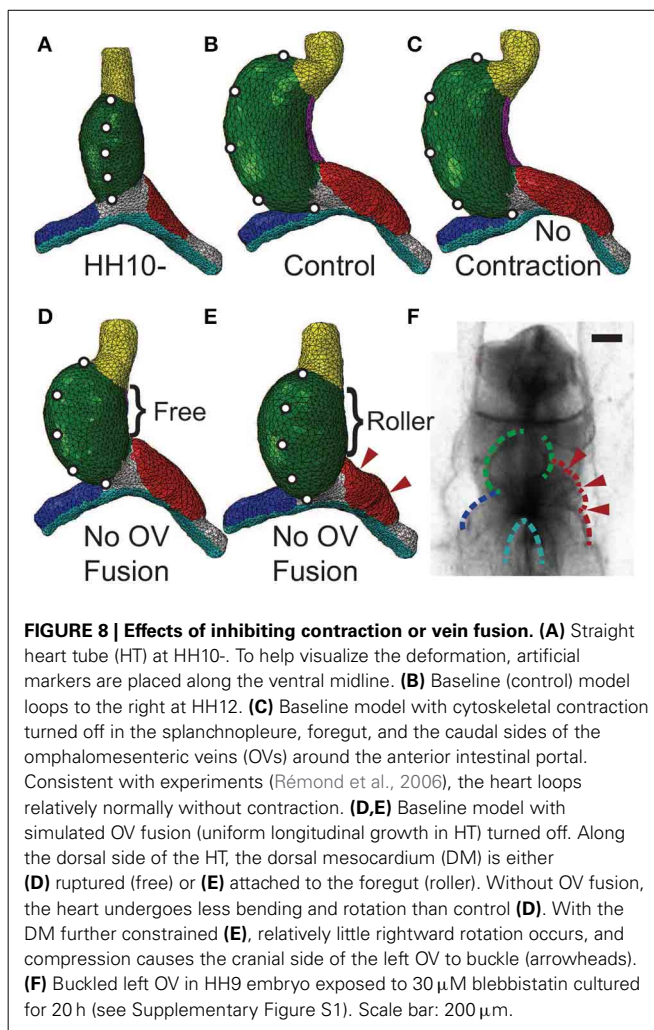 A
B
C
HH10-
Control
No
Contraction
D
E
F
Free
Roller
No OV
Fusion
No OV
Fusion
FIGURE 8 | Effects of inhibiting contraction or vein fusion. (A) Straight
heart tube (HT) at HH10-. To help visualize the deformation, artificial
markers are placed along the ventral midline. (B) Baseline (control) model
loops to the right at HH12. (C) Baseline model with cytoskeletal contraction
turned off in the splanchnopleure, foregut, and the caudal sides of the
omphalomesenteric veins (OVs) around the anterior intestinal portal.
Consistent with experiments (Rémond et al., 2006), the heart loops
relatively normally without contraction. (D,E) Baseline model with
simulated OV fusion (uniform longitudinal growth in HT) turned off. Along
the dorsal side of the HT, the dorsal mesocardium (DM) is either
(D) ruptured (free) or (E) attached to the foregut (roller). Without OV fusion,
the heart undergoes less bending and rotation than control (D). With the
DM further constrained (E), relatively little rightward rotation occurs, and
compression causes the cranial side of the left OV to buckle (arrowheads).
(F) Buckled left OV in HH9 embryo exposed to 30 μM blebbistatin cultured
for 20 h (see Supplementary Figure S1). Scale bar: 200 μm.